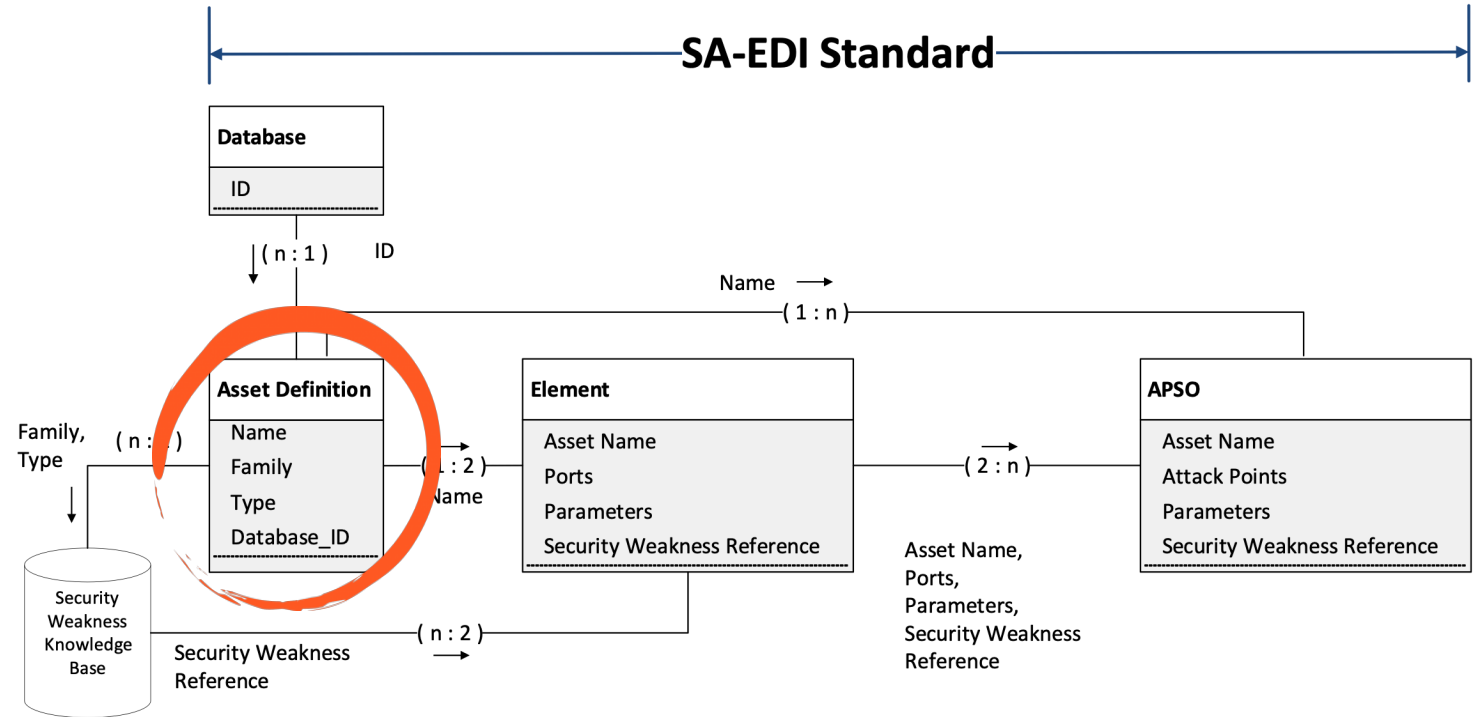 SA-EDI Standard
Database
ID
( n : 1 )
ID
Name
( 1 : n )
Asset Definition
Name
Family
Type
Database_ID
Element
Asset Name
Ports
Parameters
Security Weakness Reference
APSO
Asset Name
Attack Points
Parameters
Security Weakness Reference
Family,
Type
( n : )
: 2 )
Name
( 2 : n )
Asset Name,
Ports,
Parameters,
Security Weakness
Reference
Security
Weakness
Knowledge
Base
( n : 2 )
Security Weakness
Reference